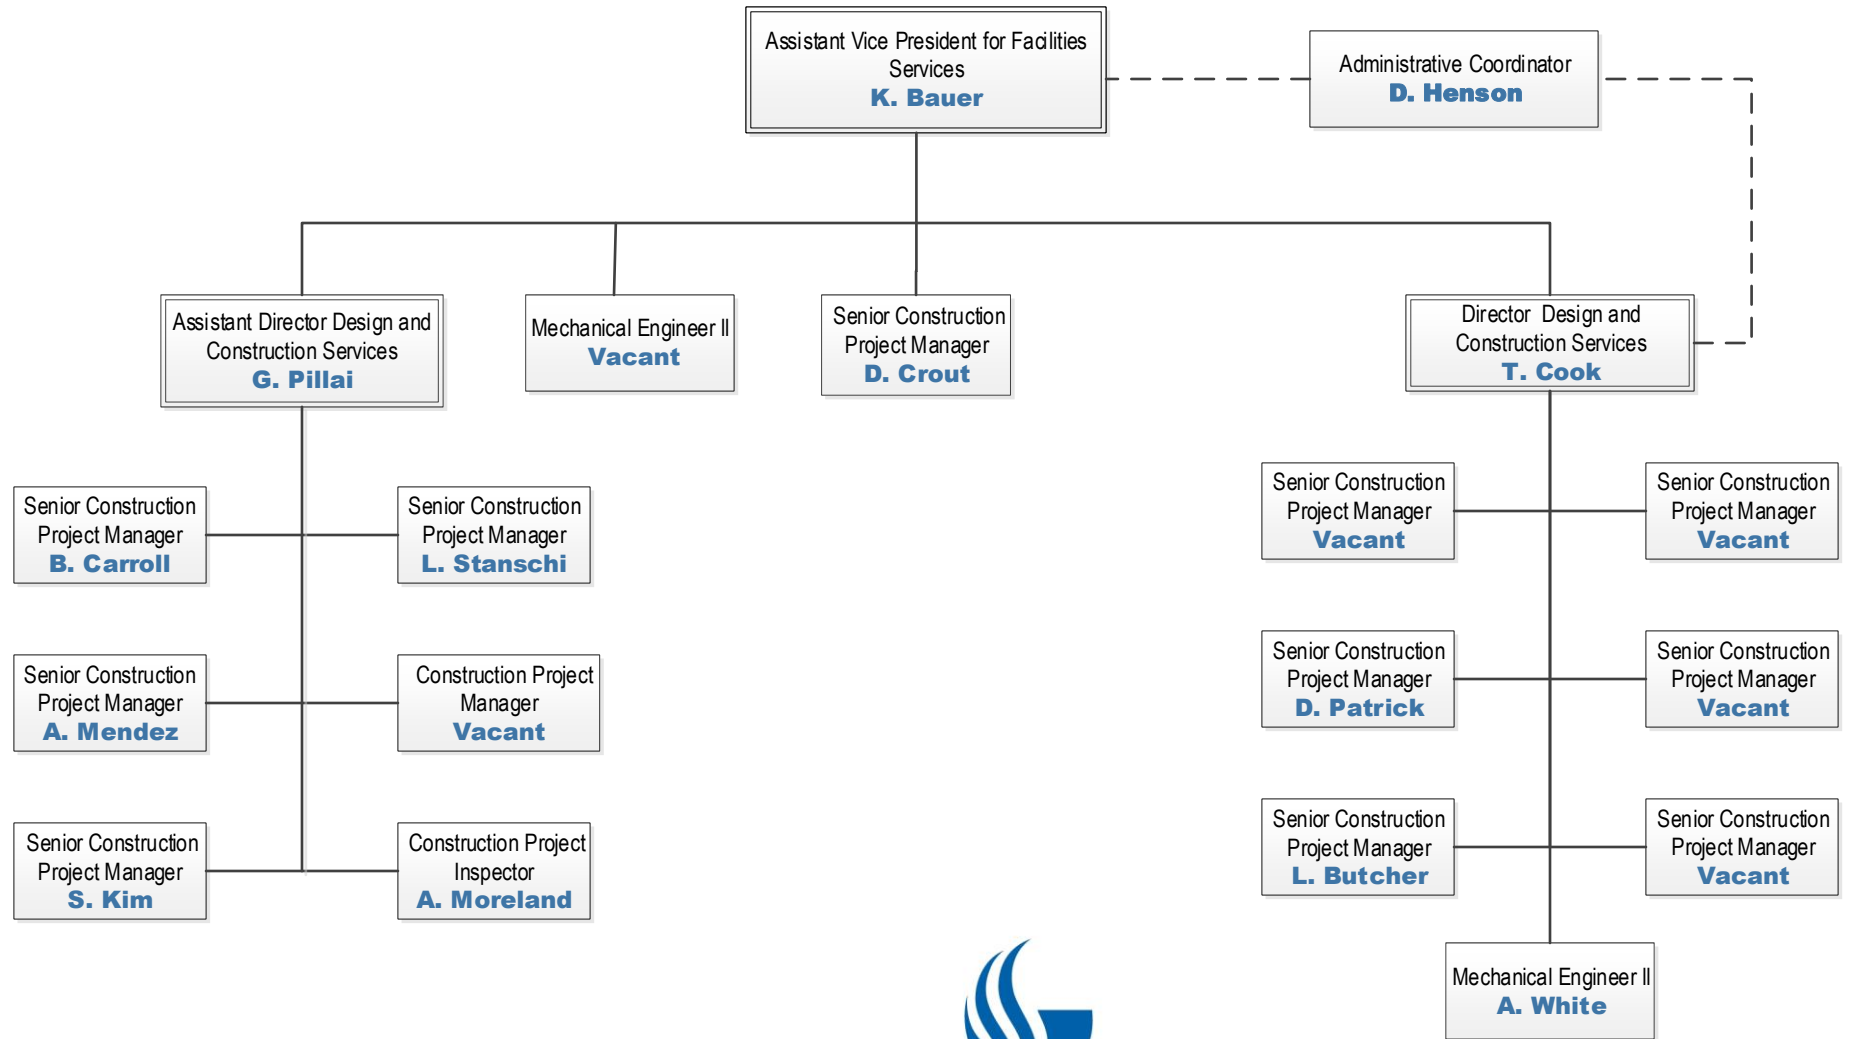 Assistant Vice President for Facilities
Services
K. Bauer
Administrative Coordinator
D. Henson
Assistant Director Design and
Construction Services
G. Pillai
Mechanical Engineer II
Vacant
Senior Construction
Project Manager
D. Crout
Director Design and
Construction Services
T. Cook
Senior Construction
Project Manager
B. Carroll
Senior Construction
Project Manager
L. Stanschi
Senior Construction
Project Manager
A. Mendez
Construction Project
Manager
Vacant
Senior Construction
Project Manager
S. Kim
Construction Project
Inspector
A. Moreland
Senior Construction
Project Manager
Vacant
Senior Construction
Project Manager
Vacant
Senior Construction
Project Manager
D. Patrick
Senior Construction
Project Manager
Vacant
Senior Construction
Project Manager
L. Butcher
Senior Construction
Project Manager
Vacant
Mechanical Engineer II
A. White